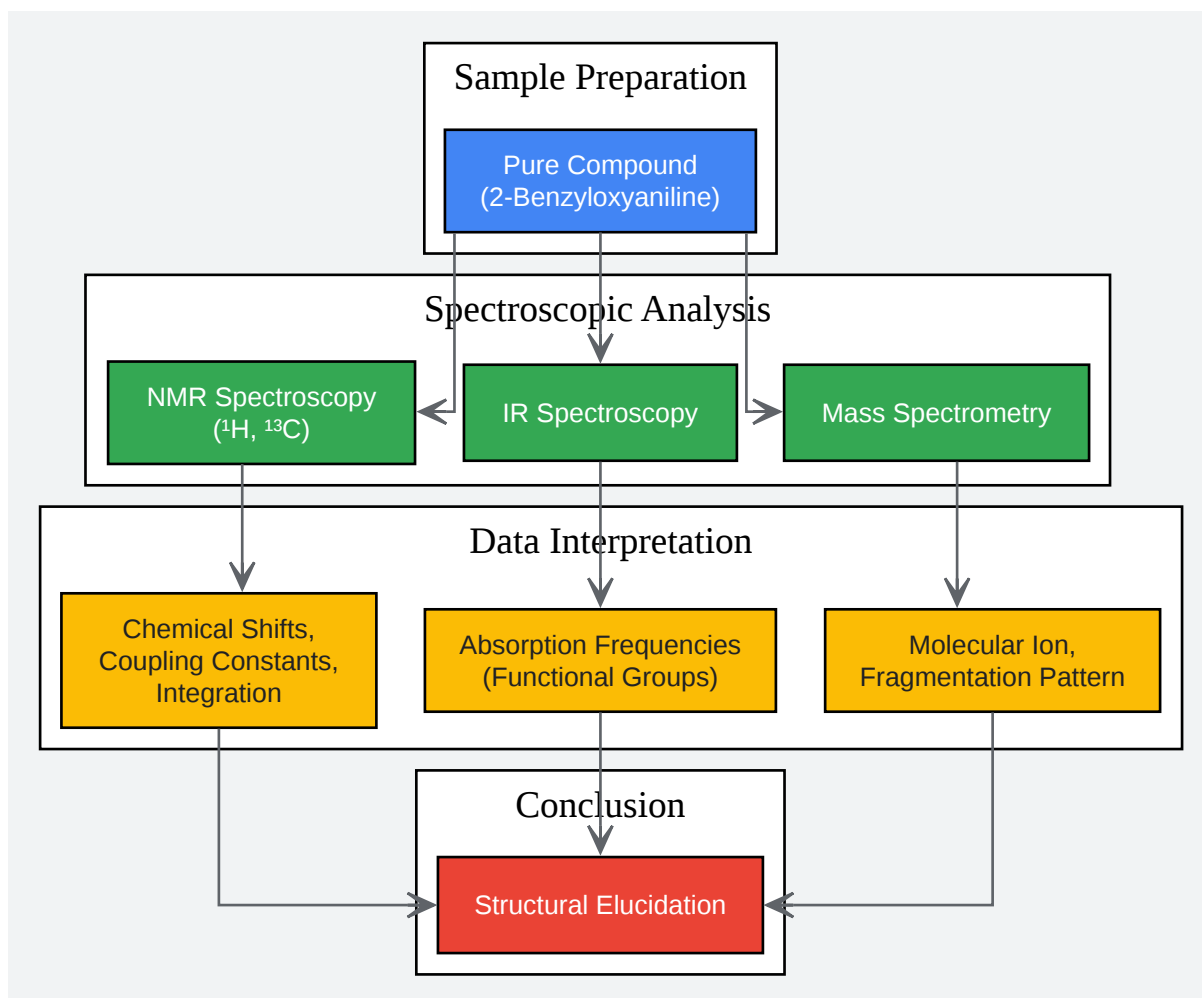 Sample Preparation
Pure Compound
(2-Benzyloxyaniline)
Spectroscopic Analysis
NMR Spectroscopy
(¹H, ¹³C)
IR Spectroscopy
Mass Spectrometry
Data Interpretation
Chemical Shifts,
Coupling Constants,
Integration
Absorption Frequencies
(Functional Groups)
Molecular Ion,
Fragmentation Pattern
Conclusion
Structural Elucidation